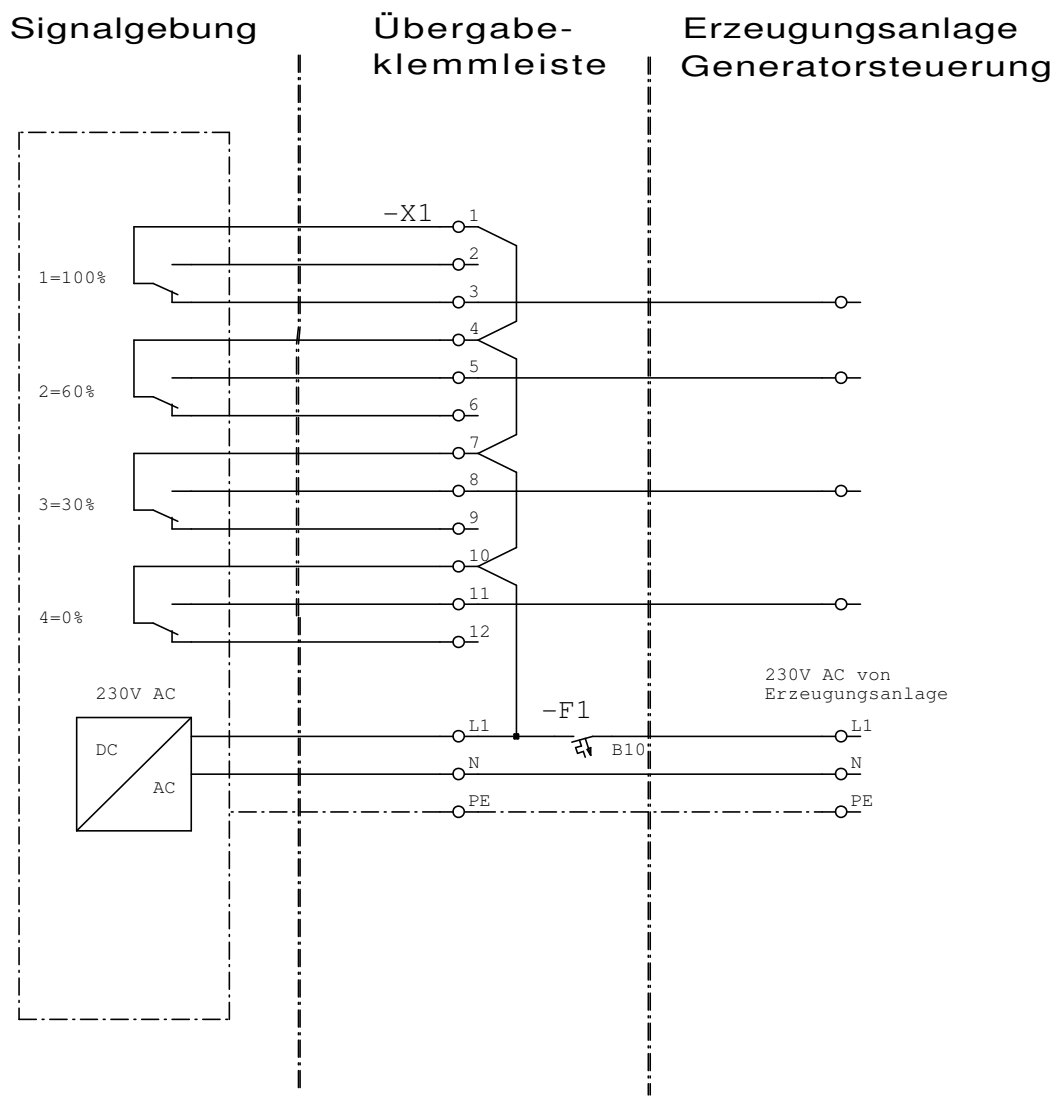 Signalgebung
Übergabe-
klemmleiste
Erzeugungsanlage
Generatorsteuerung
-X1
1
2
1=100%
3
4
5
2=60%
6
7
8
3=30%
9
10
11
4=0%
12
230V AC von
Erzeugungsanlage
230V AC
-F1
L1
L1
DC
B10
N
N
AC
PE
PE